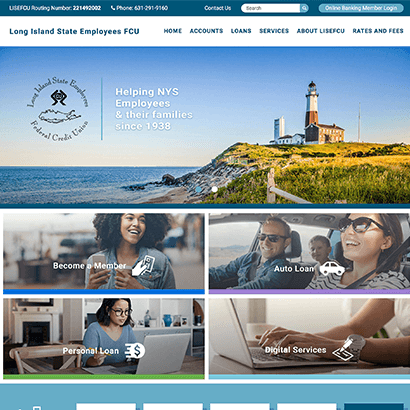 LISEFCU Routing Number: 221492002 Phone: 631-291-9160 Contact Us Search Online Banking Member Login
Long Island State Employees FCU HOME ACCOUNTS LOANS SERVICES ABOUT LISEFCU RATES AND FEES
Long Island State Employees
Federal Credit Union
Helping NYS
Employees
& their families
since 1938
Become a Member
Auto Loan
Personal Loan
Digital Services